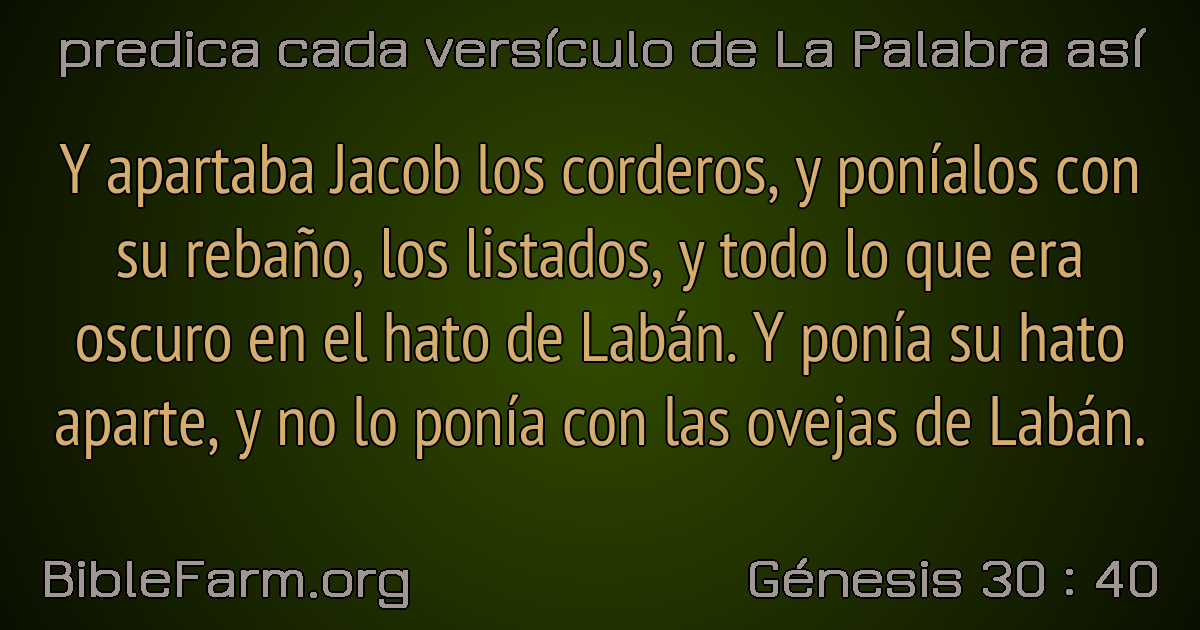 predica cada versículo de La Palabra así
Y apartaba Jacob los corderos, y poníalos con
su rebaño, los listados, y todo lo que era
oscuro en el hato de Labán. Y ponía su hato
aparte, y no lo ponía con las ovejas de Labán.
BibleFarm.org
Génesis 30 : 40